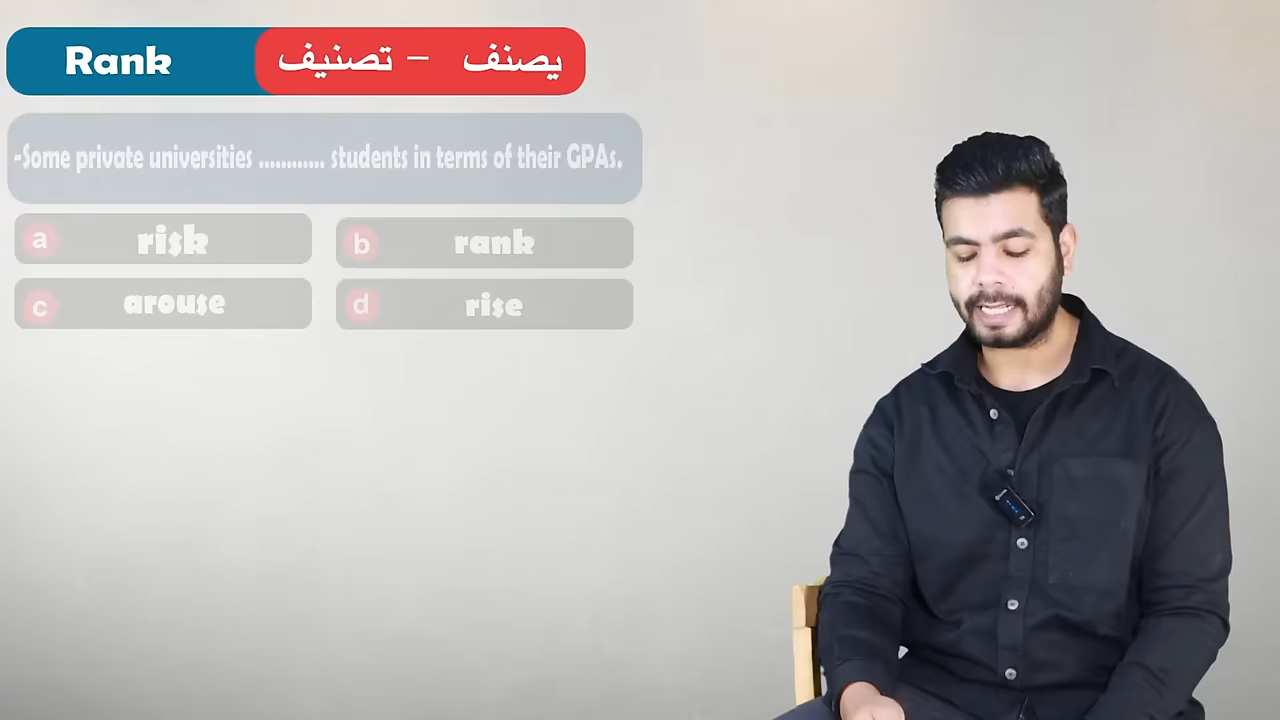 Rank
يصنف – تصنيف
-Some private universities ............ students in terms of their GPAs.
a risk
b rank
c arouse
d rise